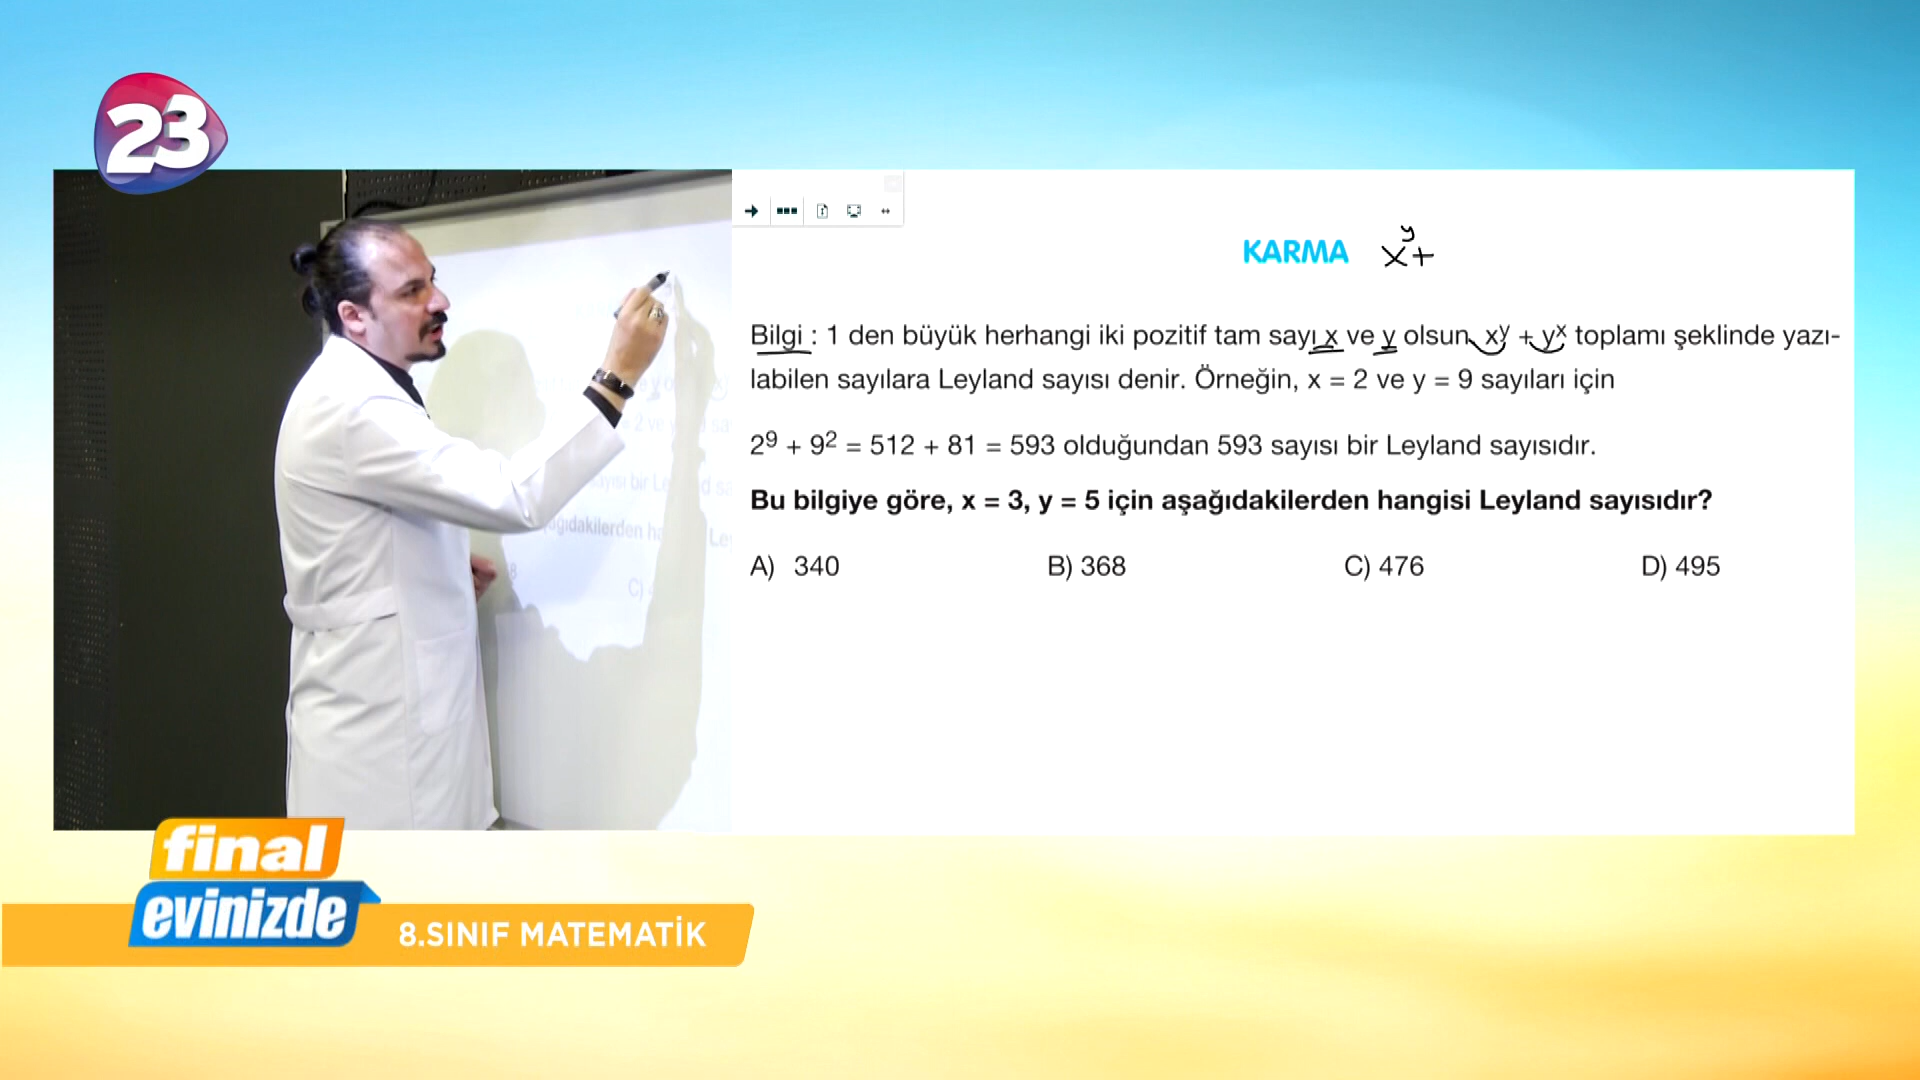 23
KARMA x^y +
Bilgi : 1 den büyük herhangi iki pozitif tam sayı x ve y olsun, x^y + y^x toplamı şeklinde yazı-
labilen sayılara Leyland sayısı denir. Örneğin, x = 2 ve y = 9 sayıları için
2^9 + 9^2 = 512 + 81 = 593 olduğundan 593 sayısı bir Leyland sayısıdır.
Bu bilgiye göre, x = 3, y = 5 için aşağıdakilerden hangisi Leyland sayısıdır?
A) 340 B) 368 C) 476 D) 495
final
evinizde
8.SINIF MATEMATİK